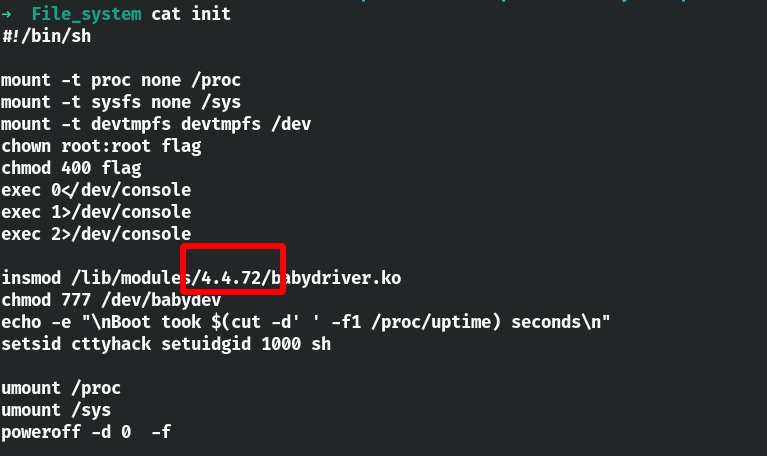 → File_system cat init
#!/bin/sh
mount -t proc none /proc
mount -t sysfs none /sys
mount -t devtmpfs devtmpfs /dev
chown root:root flag
chmod 400 flag
exec 0</dev/console
exec 1>/dev/console
exec 2>/dev/console
insmod /lib/modules/4.4.72/babydriver.ko
chmod 777 /dev/babydev
echo -e "\nBoot took $(cut -d' ' -f1 /proc/uptime) seconds\n"
setsid cttyhack setuidgid 1000 sh
umount /proc
umount /sys
poweroff -d 0  -f